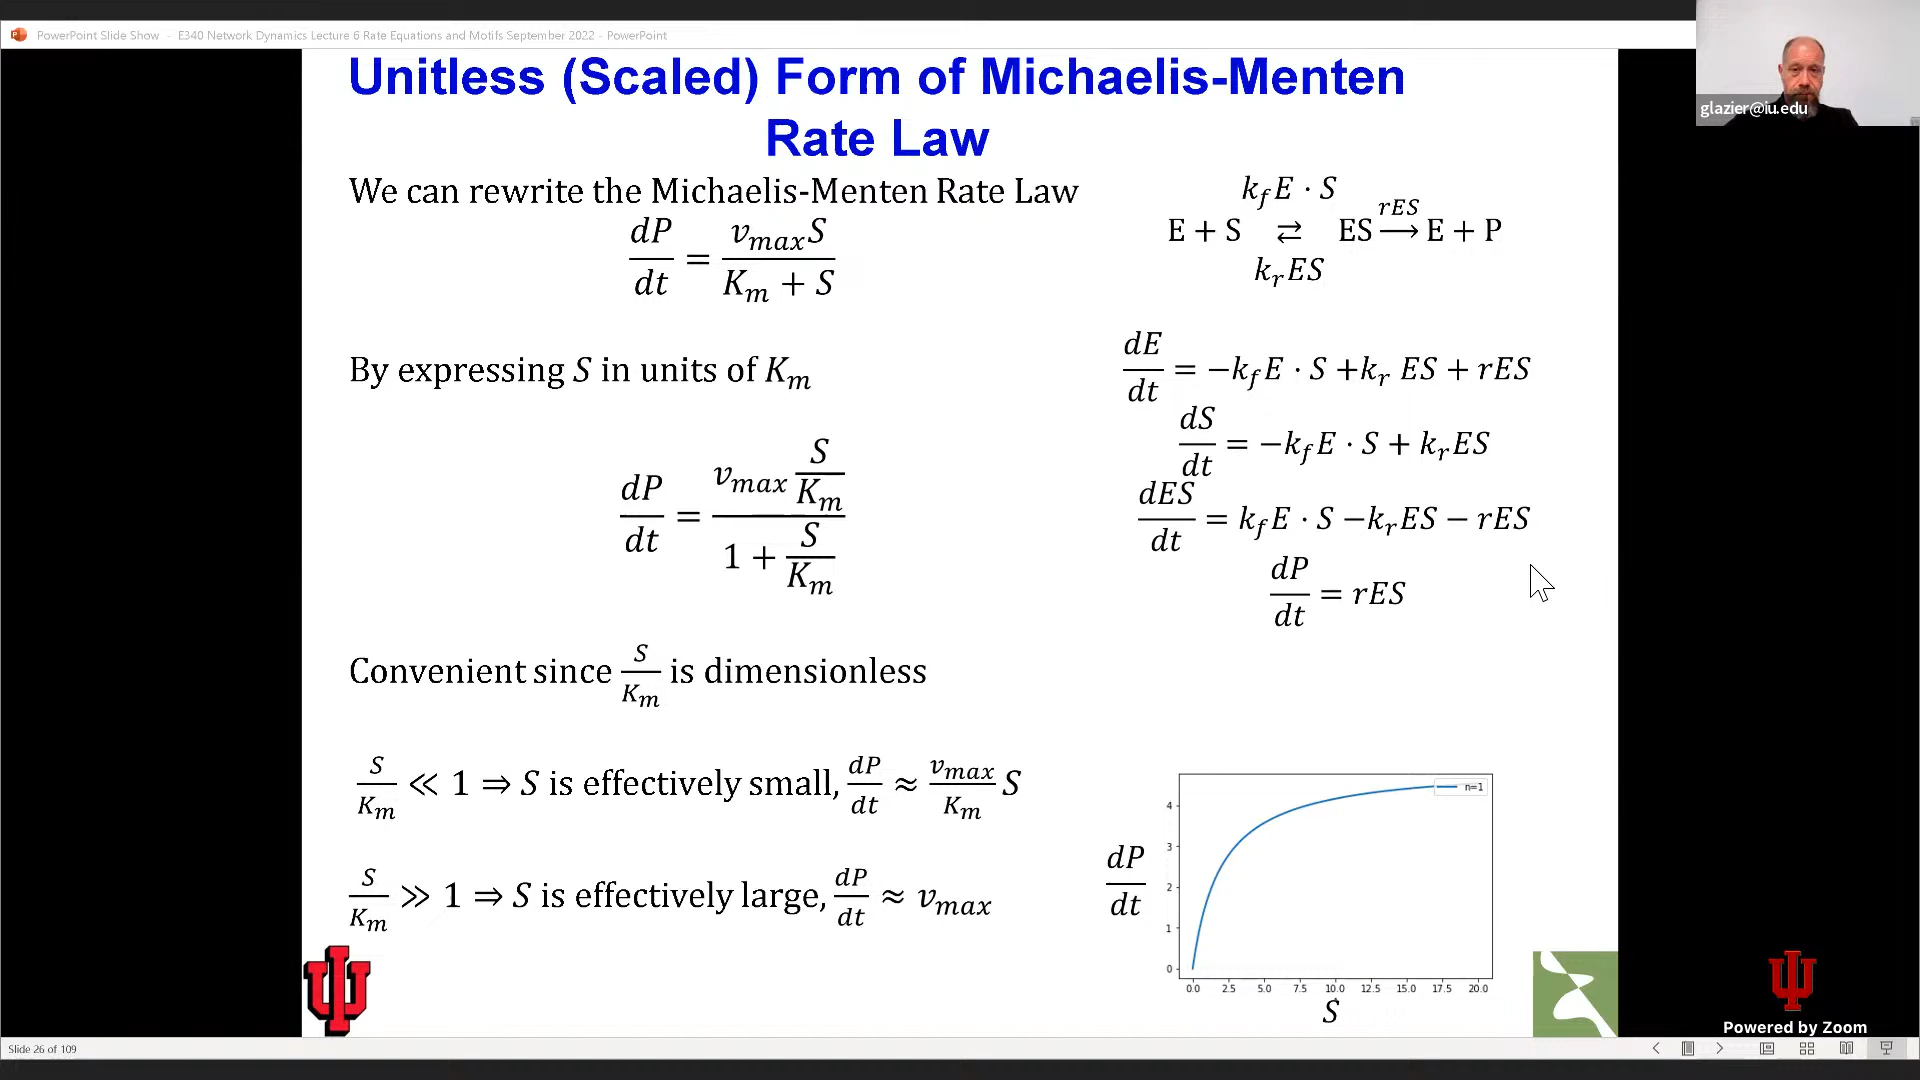 PowerPoint Slide Show - E340 Network Dynamics Lecture 6 Rate Equations and Motifs September 2022 - PowerPoint
glazier@iu.edu
Unitless (Scaled) Form of Michaelis-Menten
Rate Law
We can rewrite the Michaelis-Menten Rate Law
dP/dt = v_max S / (K_m + S)
By expressing S in units of K_m
dP/dt = v_max (S/K_m) / (1 + S/K_m)
Convenient since S/K_m is dimensionless
S/K_m ≪ 1 ⇒ S is effectively small, dP/dt ≈ (v_max/K_m) S
S/K_m ≫ 1 ⇒ S is effectively large, dP/dt ≈ v_max
k_f E · S
rES
E + S ⇄ ES ⟶ E + P
k_r ES
dE/dt = −k_f E · S +k_r ES + rES
dS/dt = −k_f E · S + k_r ES
dES/dt = k_f E · S −k_r ES − rES
dP/dt = rES
n=1
4
3
2
1
0
dP/dt
0.0 2.5 5.0 7.5 10.0 12.5 15.0 17.5 20.0
S
Powered by Zoom
Slide 26 of 109